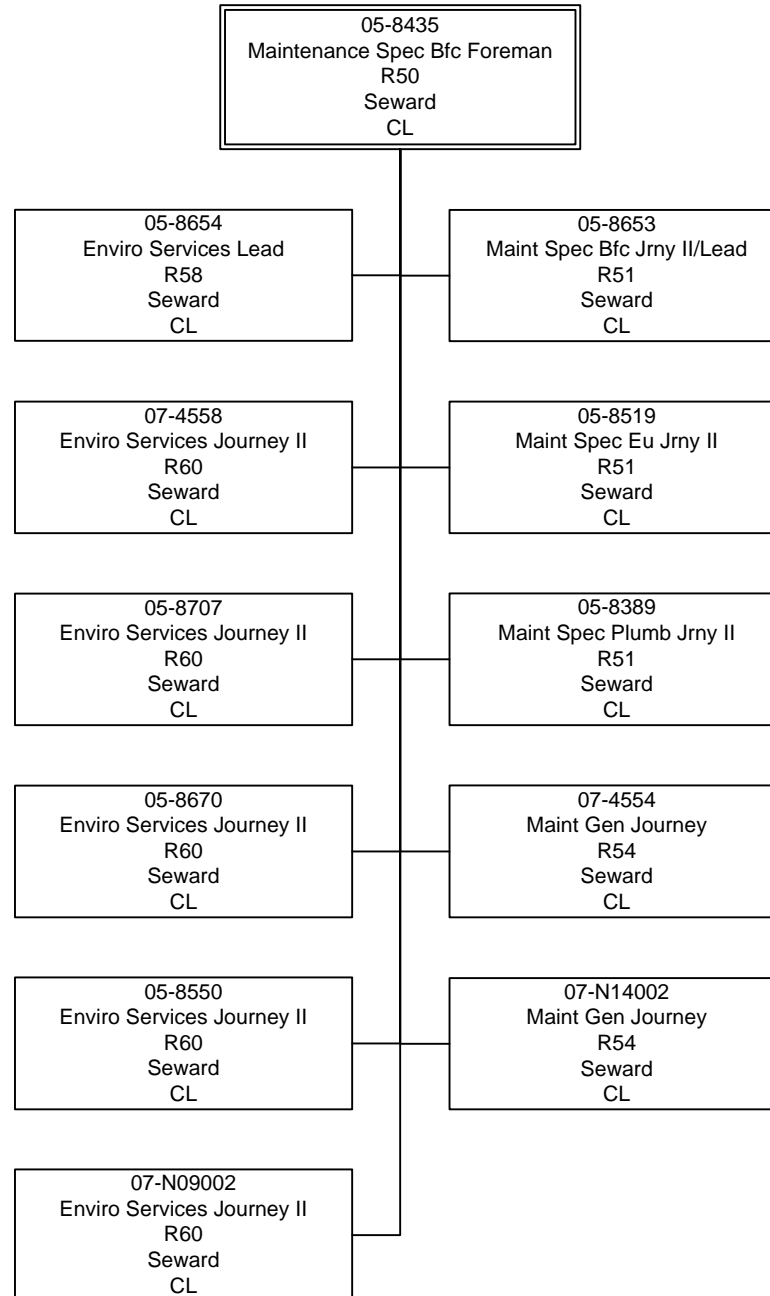 05-8435
Maintenance Spec Bfc Foreman
R50
Seward
CL
05-8654
Enviro Services Lead
R58
Seward
CL
05-8653
Maint Spec Bfc Jrny II/Lead
R51
Seward
CL
07-4558
Enviro Services Journey II
R60
Seward
CL
05-8519
Maint Spec Eu Jrny II
R51
Seward
CL
05-8707
Enviro Services Journey II
R60
Seward
CL
05-8389
Maint Spec Plumb Jrny II
R51
Seward
CL
05-8670
Enviro Services Journey II
R60
Seward
CL
07-4554
Maint Gen Journey
R54
Seward
CL
05-8550
Enviro Services Journey II
R60
Seward
CL
07-N14002
Maint Gen Journey
R54
Seward
CL
07-N09002
Enviro Services Journey II
R60
Seward
CL